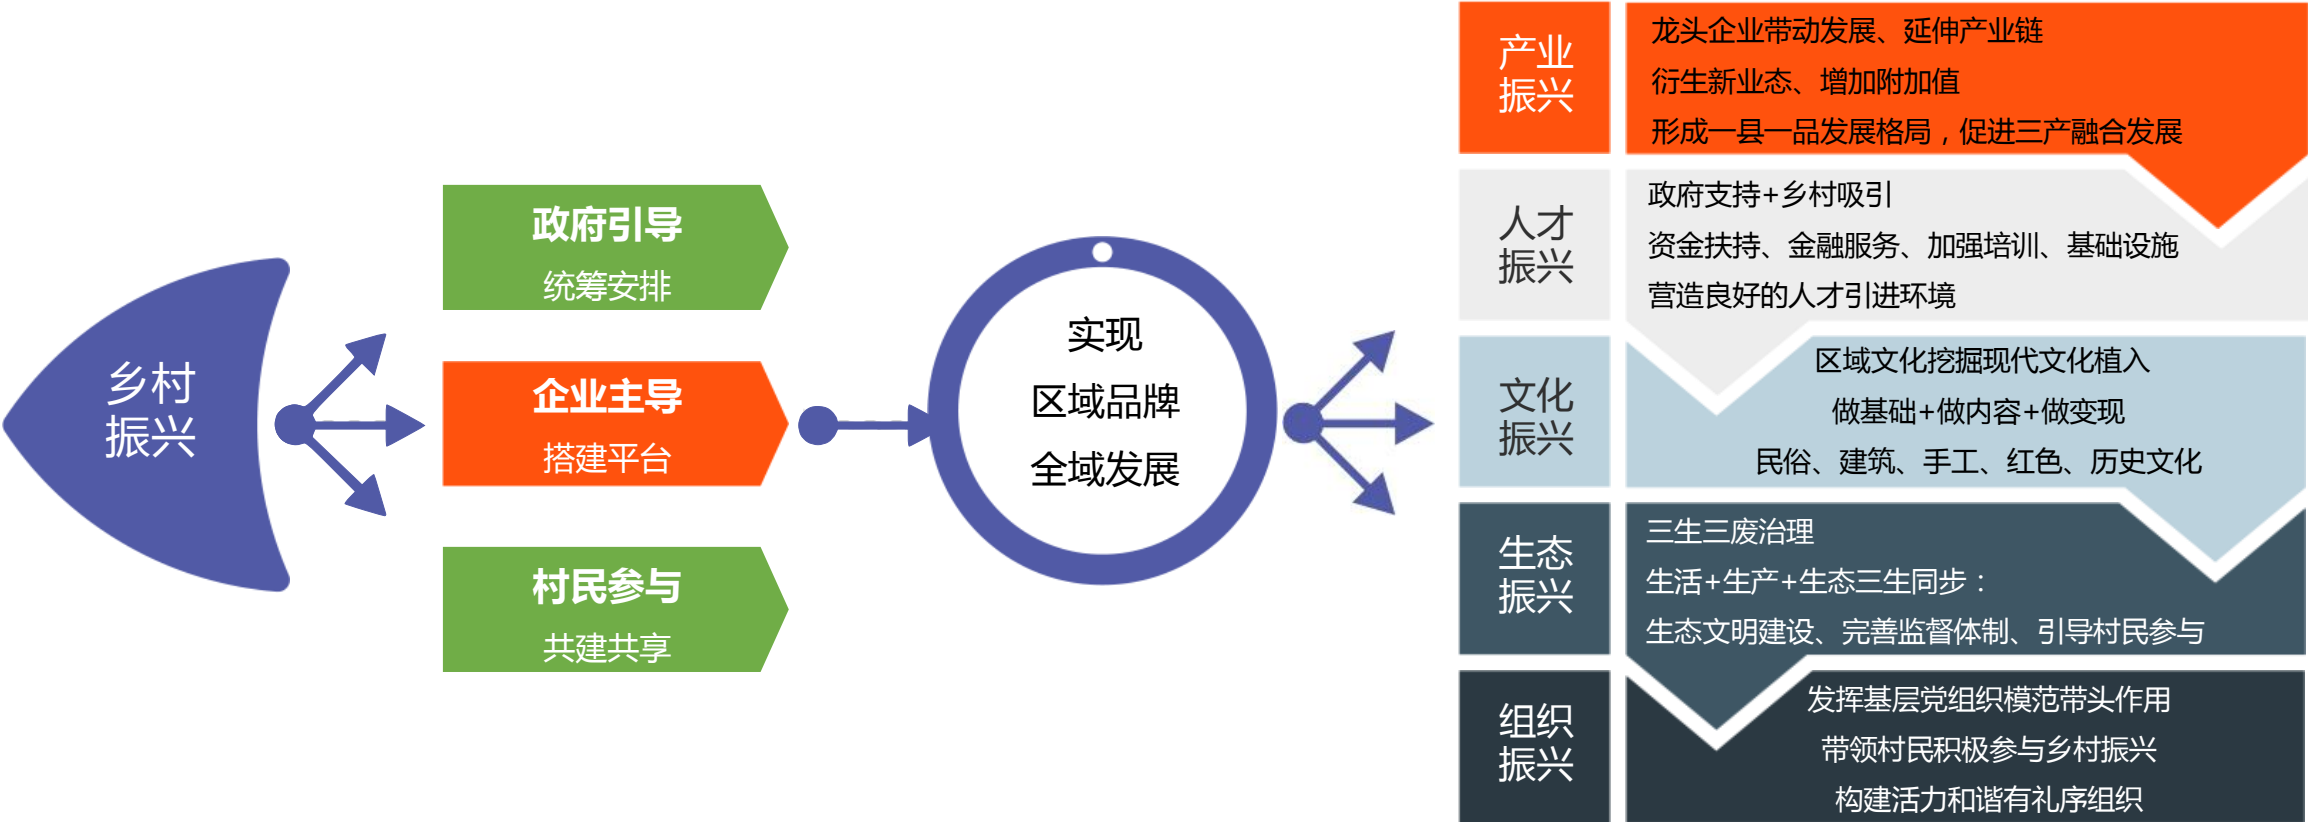 乡村
振兴
政府引导
统筹安排
企业主导
搭建平台
村民参与
共建共享
实现
区域品牌
全域发展
产业
振兴
龙头企业带动发展、延伸产业链
衍生新业态、增加附加值
形成一县一品发展格局，促进三产融合发展
人才
振兴
政府支持+乡村吸引
资金扶持、金融服务、加强培训、基础设施
营造良好的人才引进环境
文化
振兴
区域文化挖掘现代文化植入
做基础+做内容+做变现
民俗、建筑、手工、红色、历史文化
生态
振兴
三生三废治理
生活+生产+生态三生同步：
生态文明建设、完善监督体制、引导村民参与
组织
振兴
发挥基层党组织模范带头作用
带领村民积极参与乡村振兴
构建活力和谐有礼序组织